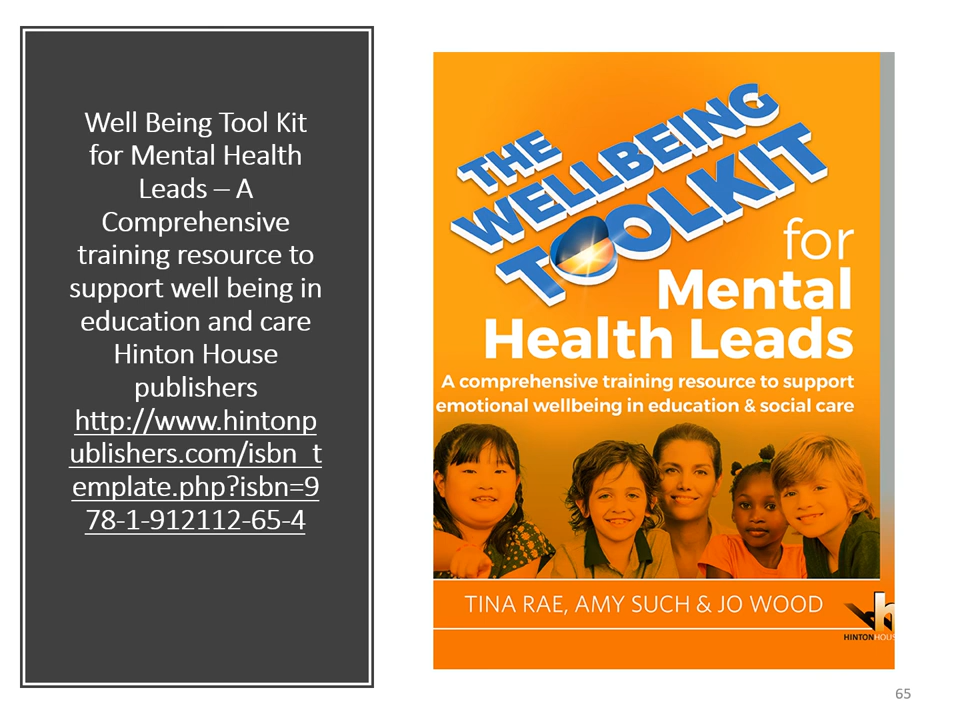 Well Being Tool Kit
for Mental Health
Leads – A
Comprehensive
training resource to
support well being in
education and care
Hinton House
publishers
http://www.hintonp
ublishers.com/isbn_t
emplate.php?isbn=9
78-1-912112-65-4
THE
WELLBEING
TOOLKIT
for
Mental
Health Leads
A comprehensive training resource to support
emotional wellbeing in education & social care
TINA RAE, AMY SUCH & JO WOOD
h
HINTONHOUS
65